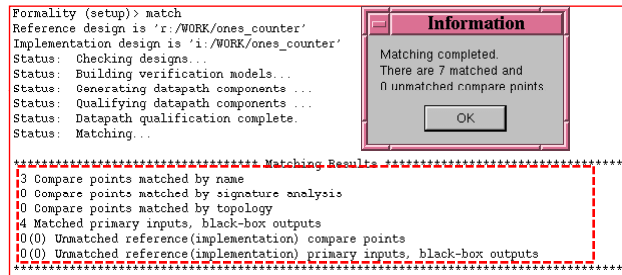 Formality (setup)> match
Reference design is 'r:/WORK/ones_counter'
Implementation design is 'i:/WORK/ones_counter'
Status:  Checking designs...
Status:  Building verification models...
Status:  Generating datapath components ...
Status:  Qualifying datapath components ...
Status:  Datapath qualification complete.
Status:  Matching...
Information
Matching completed.
There are 7 matched and
0 unmatched compare points
OK
*********************************** Matching Results ***********************************
3 Compare points matched by name
0 Compare points matched by signature analysis
0 Compare points matched by topology
4 Matched primary inputs, black-box outputs
0(0) Unmatched reference(implementation) compare points
0(0) Unmatched reference(implementation) primary inputs, black-box outputs
****************************************************************************************